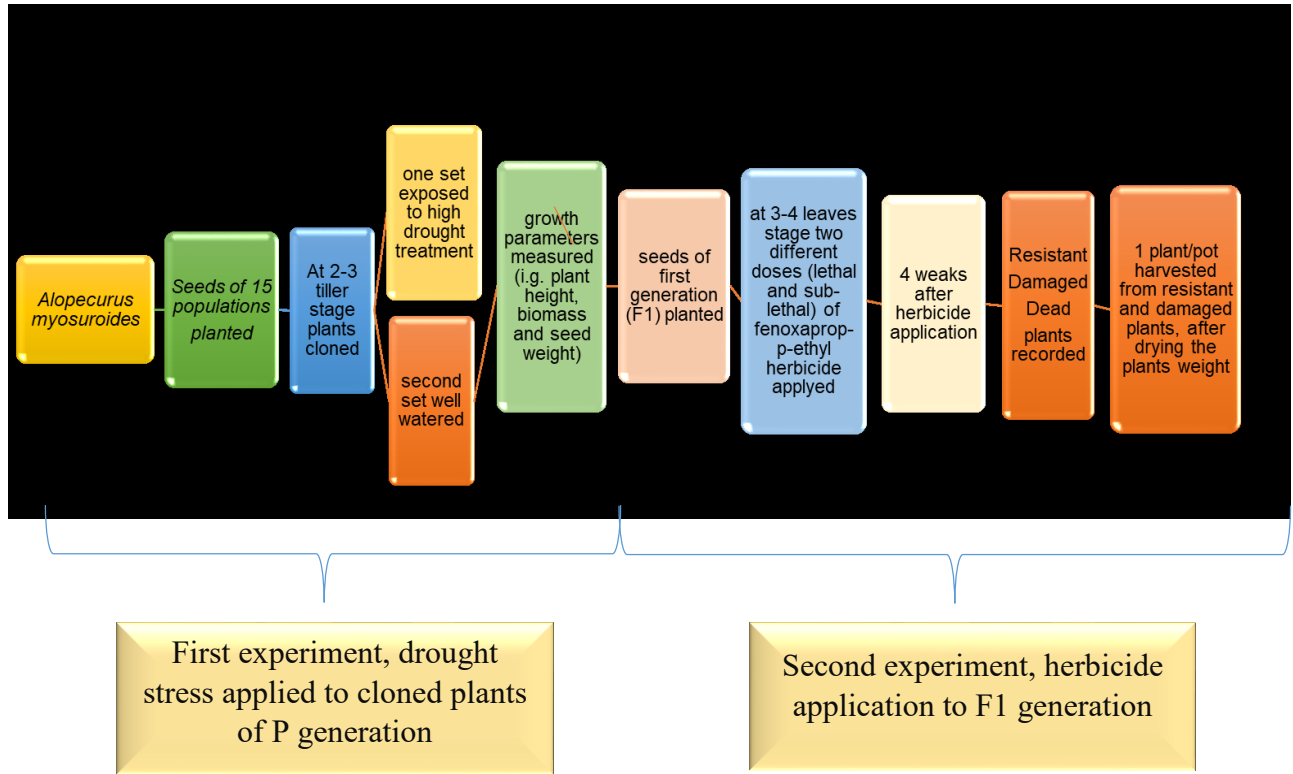 Alopecurus
myosuroides
Seeds of 15
populations
planted
At 2-3
tiller
stage
plants
cloned
one set
exposed
to high
drought
treatment
second
set well
watered
growth
parameters
measured
(i.g. plant
height,
biomass
and seed
weight)
seeds of
first
generation
(F1) planted
at 3-4 leaves
stage two
different
doses (lethal
and sub-
lethal) of
fenoxaprop-
p-ethyl
herbicide
applyed
4 weaks
after
herbicide
application
Resistant
Damaged
Dead
plants
recorded
1 plant/pot
harvested
from resistant
and damaged
plants, after
drying the
plants weight
First experiment, drought
stress applied to cloned plants
of P generation
Second experiment, herbicide
application to F1 generation